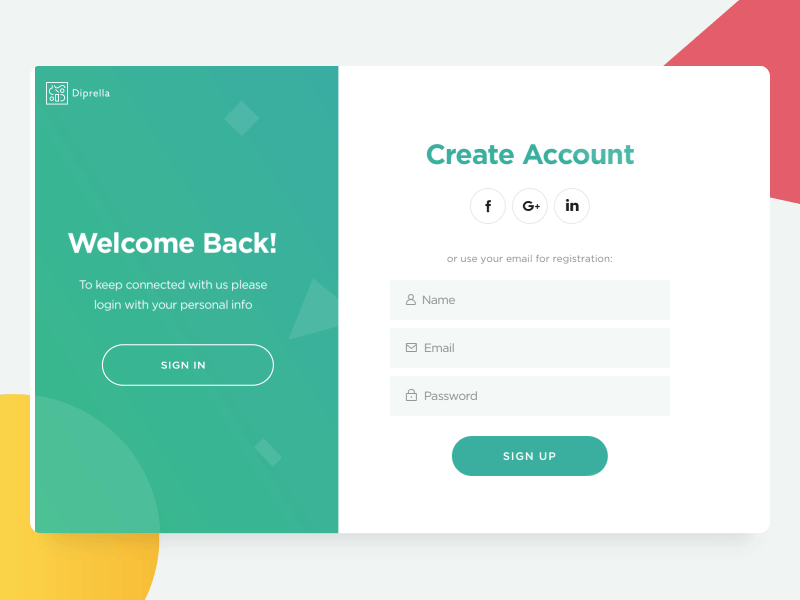 Diprella
Welcome Back!
To keep connected with us please
login with your personal info
SIGN IN
Create Account
f
G+
in
or use your email for registration:
Name
Email
Password
SIGN UP